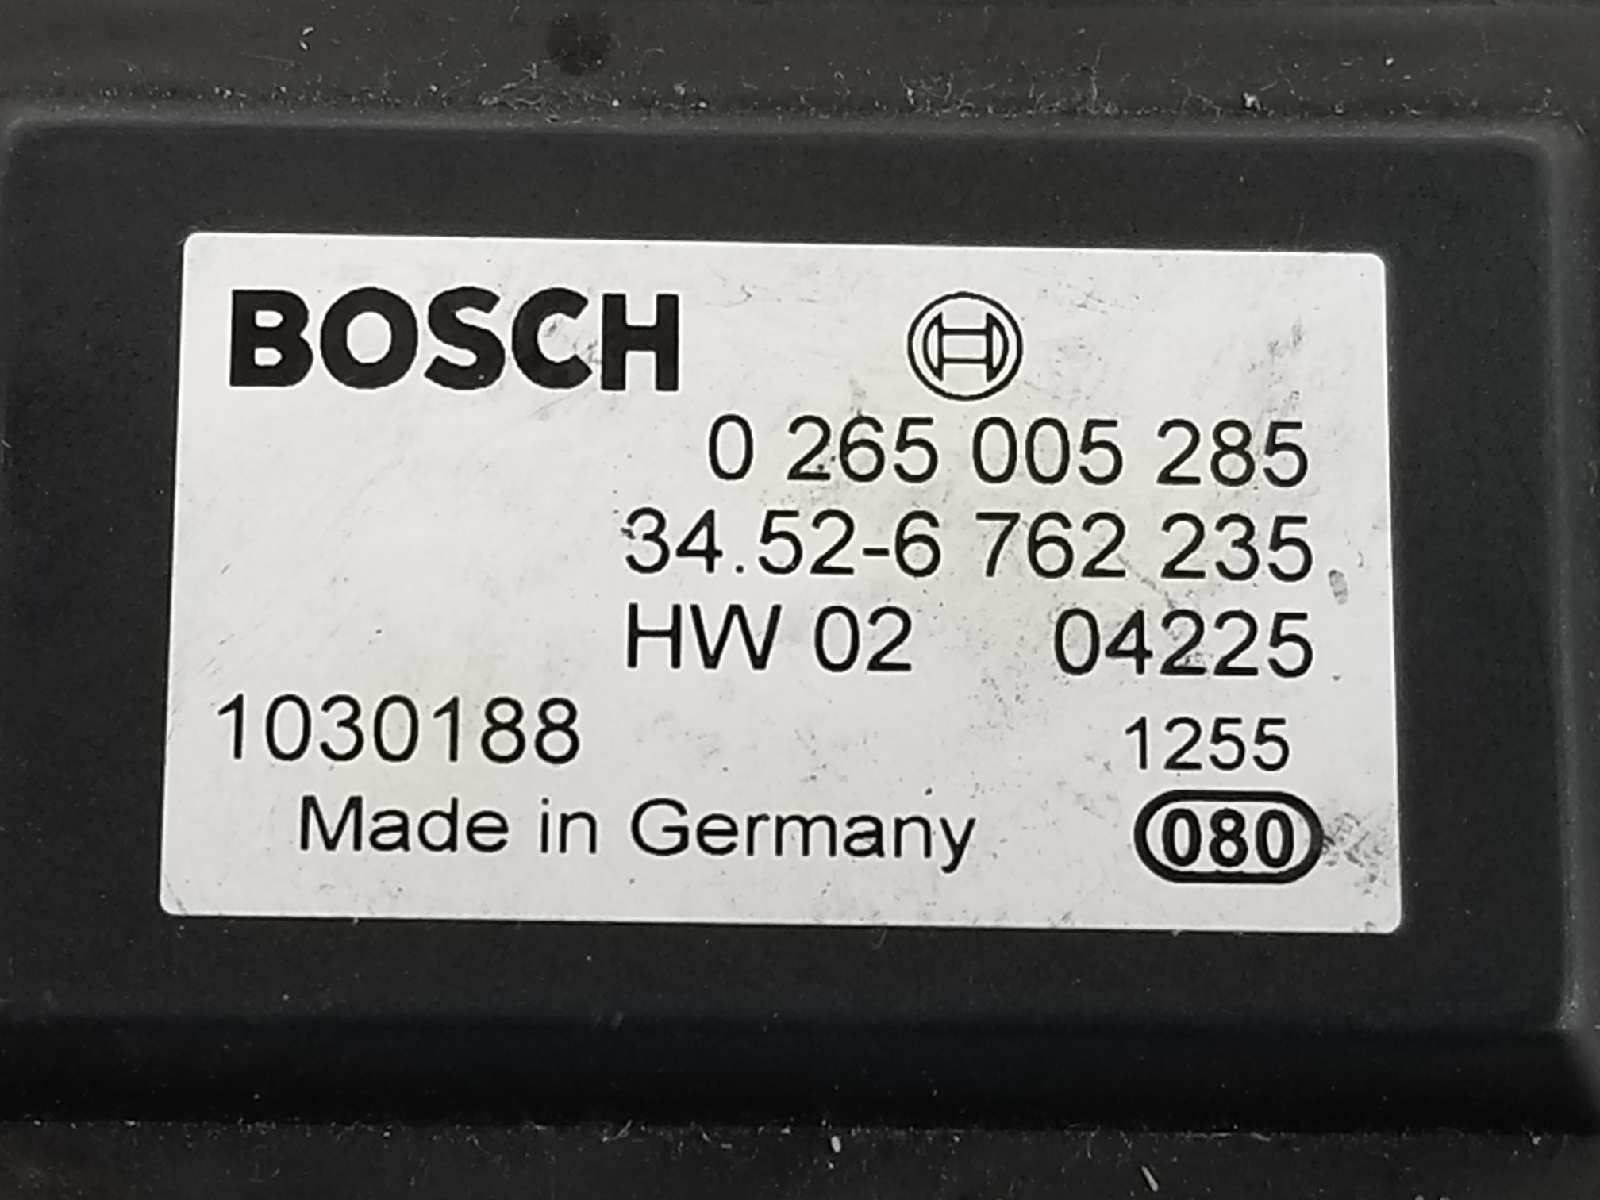 BOSCH
0 265 005 285
34.52-6 762 235
HW 02 04225
1030188 1255
Made in Germany 080